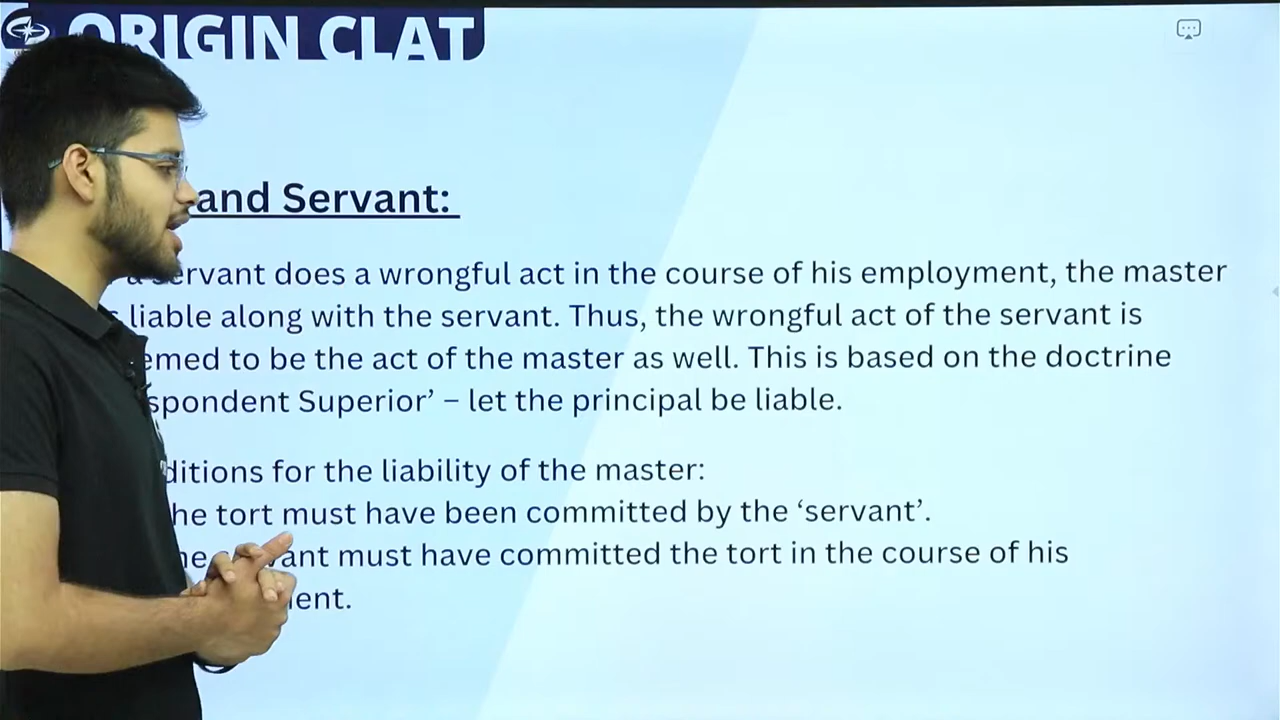 ORIGIN CLAT
and Servant:
a servant does a wrongful act in the course of his employment, the master
liable along with the servant. Thus, the wrongful act of the servant is
emed to be the act of the master as well. This is based on the doctrine
spondent Superior’ – let the principal be liable.
ditions for the liability of the master:
he tort must have been committed by the ‘servant’.
must have committed the tort in the course of his
ent.